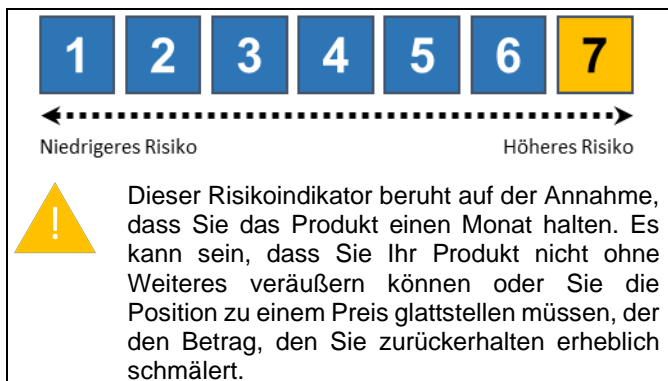 1 2 3 4 5 6 7
Niedrigeres Risiko Höheres Risiko
!
Dieser Risikoindikator beruht auf der Annahme,
dass Sie das Produkt einen Monat halten. Es
kann sein, dass Sie Ihr Produkt nicht ohne
Weiteres veräußern können oder Sie die
Position zu einem Preis glattstellen müssen, der
den Betrag, den Sie zurückerhalten erheblich
schmälert.